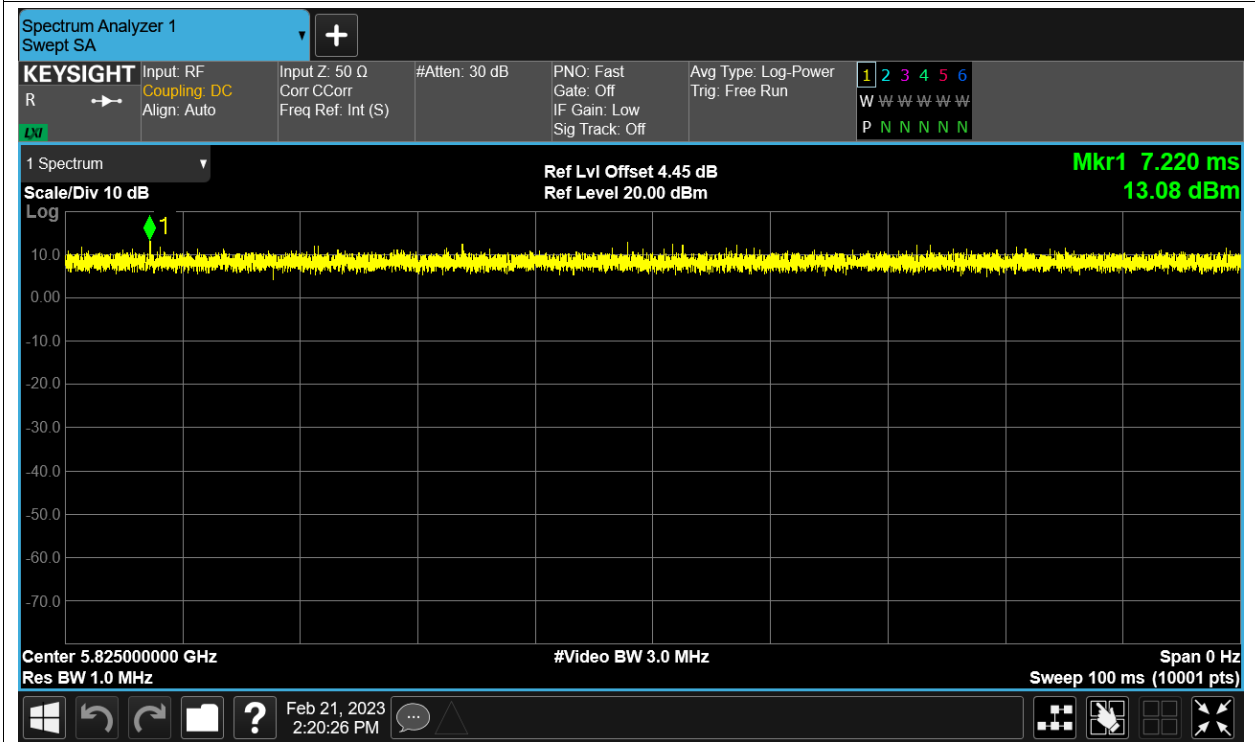 Spectrum Analyzer 1
Swept SA
▼
+
KEYSIGHT
R
LXI
Input: RF
Coupling: DC
Align: Auto
Input Z: 50 Ω
Corr CCorr
Freq Ref: Int (S)
#Atten: 30 dB
PNO: Fast
Gate: Off
IF Gain: Low
Sig Track: Off
Avg Type: Log-Power
Trig: Free Run
1 2 3 4 5 6
W W W W W W
P N N N N N
1 Spectrum ▼
Scale/Div 10 dB
Ref Lvl Offset 4.45 dB
Ref Level 20.00 dBm
Mkr1 7.220 ms
13.08 dBm
Log
1
10.0
0.00
-10.0
-20.0
-30.0
-40.0
-50.0
-60.0
-70.0
Center 5.825000000 GHz
Res BW 1.0 MHz
#Video BW 3.0 MHz
Span 0 Hz
Sweep 100 ms (10001 pts)
?
Feb 21, 2023
2:20:26 PM